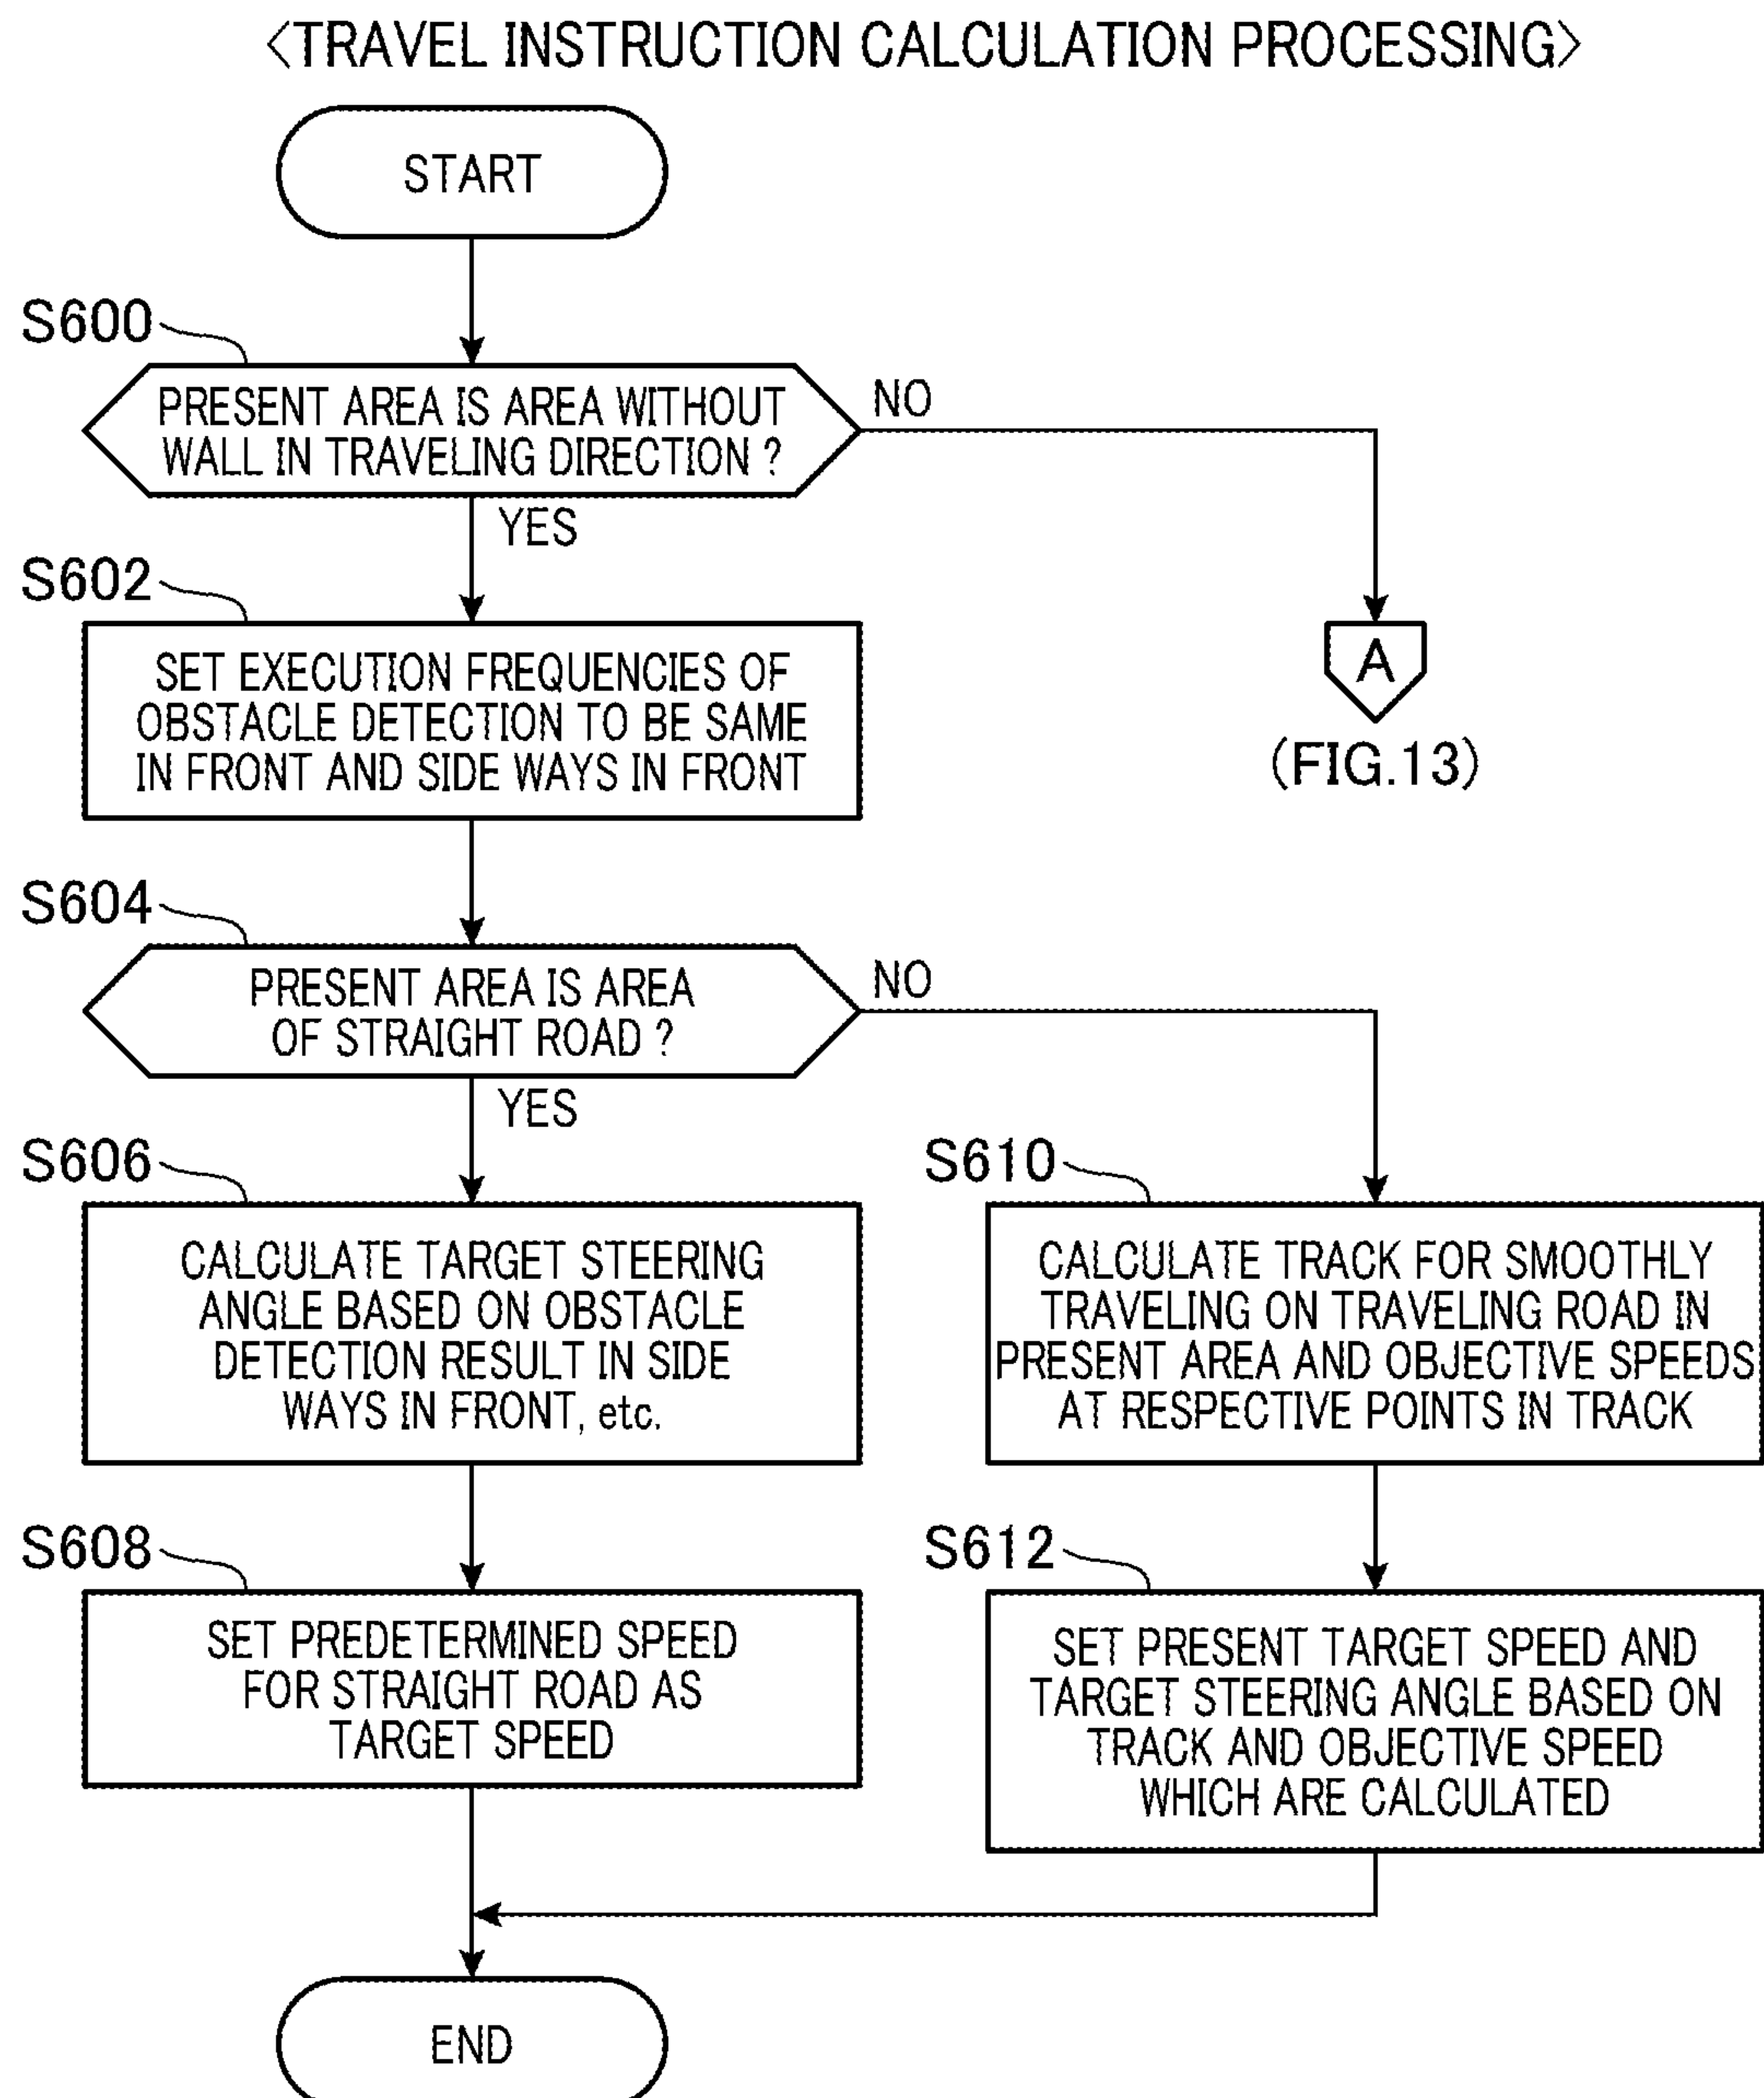 <TRAVEL INSTRUCTION CALCULATION PROCESSING>
START
S600
PRESENT AREA IS AREA WITHOUT
WALL IN TRAVELING DIRECTION ?
NO
YES
S602
SET EXECUTION FREQUENCIES OF
OBSTACLE DETECTION TO BE SAME
IN FRONT AND SIDE WAYS IN FRONT
A
(FIG.13)
S604
PRESENT AREA IS AREA
OF STRAIGHT ROAD ?
NO
YES
S606
CALCULATE TARGET STEERING
ANGLE BASED ON OBSTACLE
DETECTION RESULT IN SIDE
WAYS IN FRONT, etc.
S610
CALCULATE TRACK FOR SMOOTHLY
TRAVELING ON TRAVELING ROAD IN
PRESENT AREA AND OBJECTIVE SPEEDS
AT RESPECTIVE POINTS IN TRACK
S608
SET PREDETERMINED SPEED
FOR STRAIGHT ROAD AS
TARGET SPEED
S612
SET PRESENT TARGET SPEED AND
TARGET STEERING ANGLE BASED ON
TRACK AND OBJECTIVE SPEED
WHICH ARE CALCULATED
END